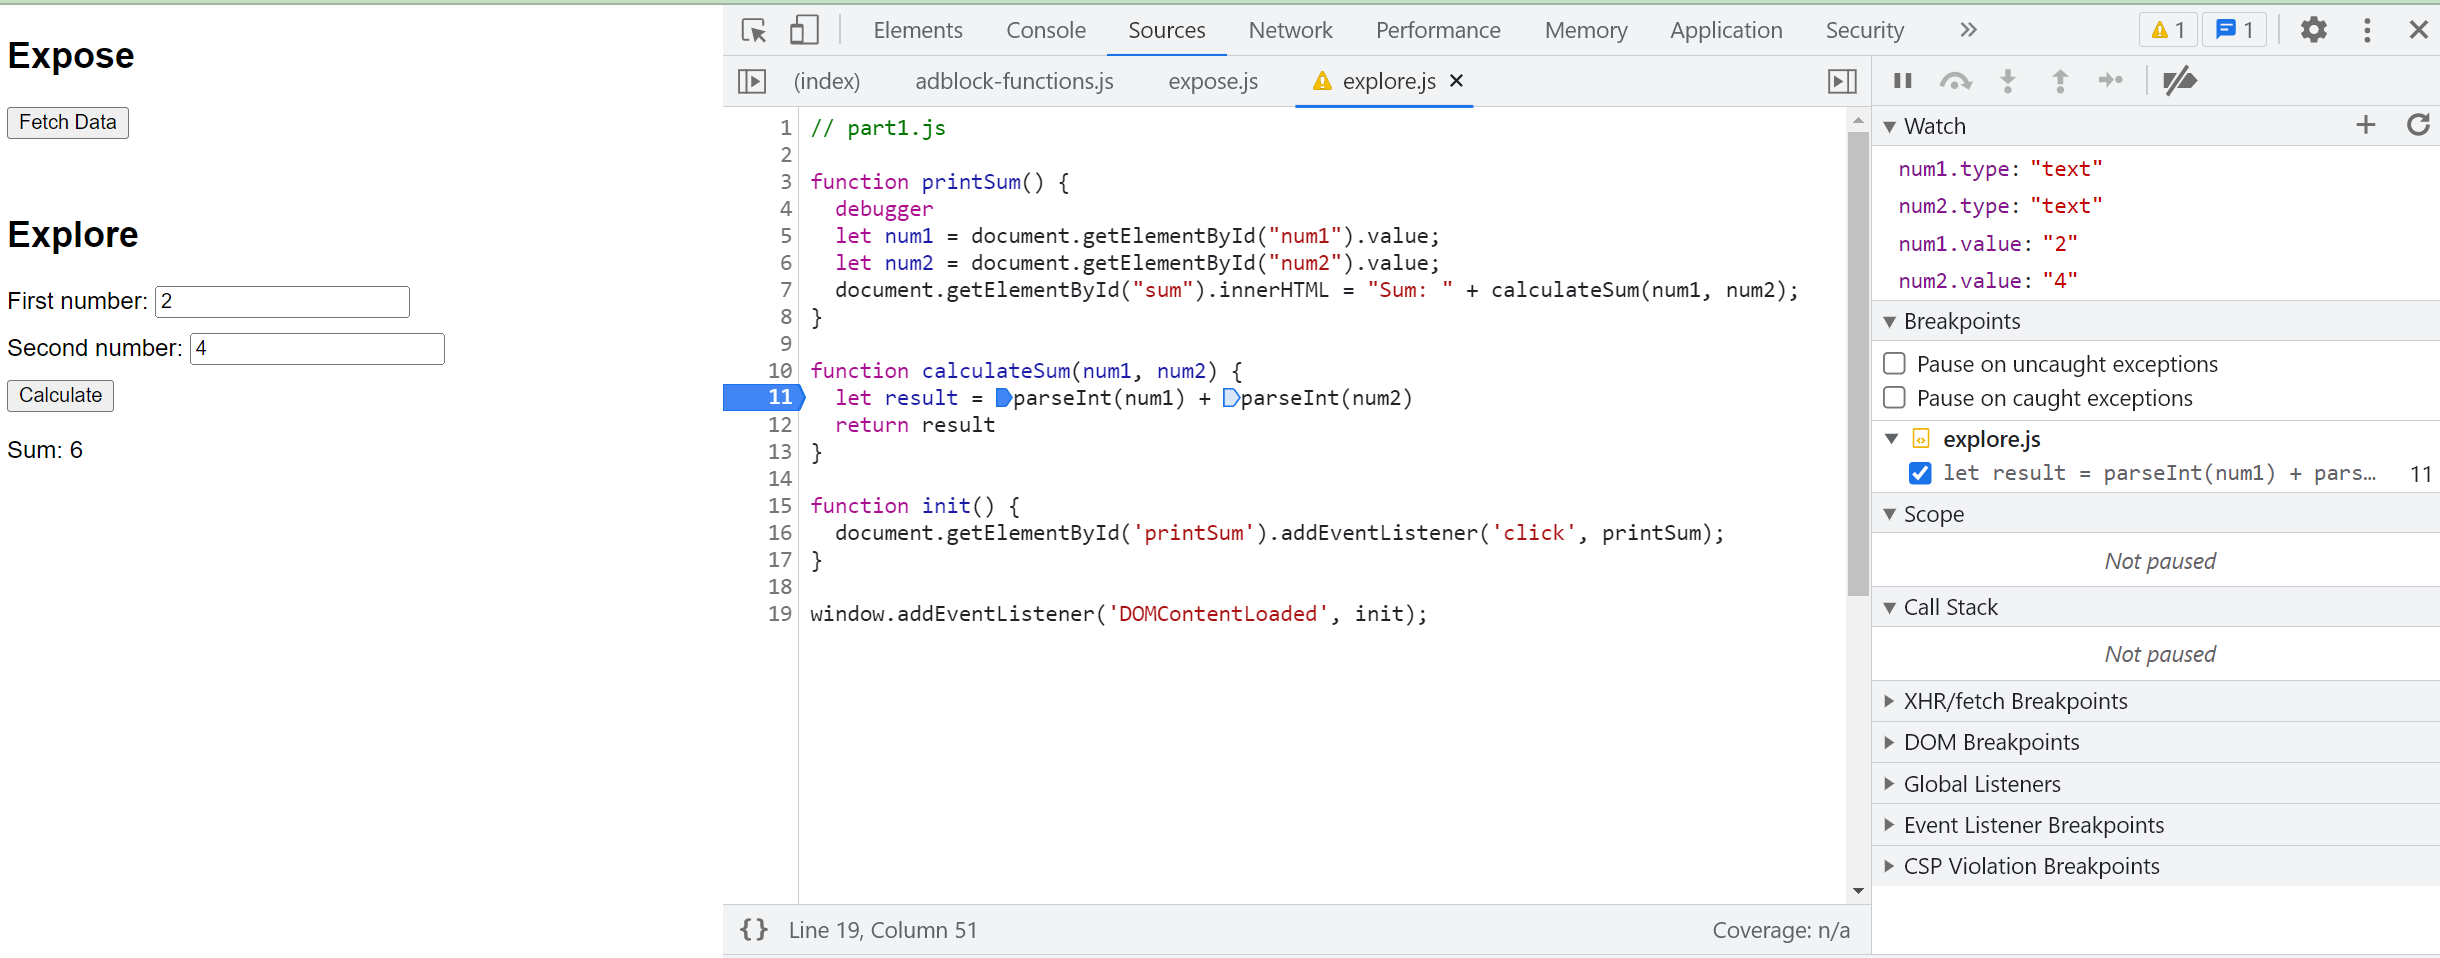 Expose
Fetch Data
Explore
First number: 2
Second number: 4
Calculate
Sum: 6
Elements Console Sources Network Performance Memory Application Security » 1 1
(index) adblock-functions.js expose.js explore.js ×
1 // part1.js
2
3 function printSum() {
4 debugger
5 let num1 = document.getElementById("num1").value;
6 let num2 = document.getElementById("num2").value;
7 document.getElementById("sum").innerHTML = "Sum: " + calculateSum(num1, num2);
8 }
9
10 function calculateSum(num1, num2) {
11 let result = parseInt(num1) + parseInt(num2)
12 return result
13 }
14
15 function init() {
16 document.getElementById('printSum').addEventListener('click', printSum);
17 }
18
19 window.addEventListener('DOMContentLoaded', init);
{} Line 19, Column 51 Coverage: n/a
Watch
num1.type: "text"
num2.type: "text"
num1.value: "2"
num2.value: "4"
Breakpoints
Pause on uncaught exceptions
Pause on caught exceptions
explore.js
let result = parseInt(num1) + pars… 11
Scope
Not paused
Call Stack
Not paused
XHR/fetch Breakpoints
DOM Breakpoints
Global Listeners
Event Listener Breakpoints
CSP Violation Breakpoints